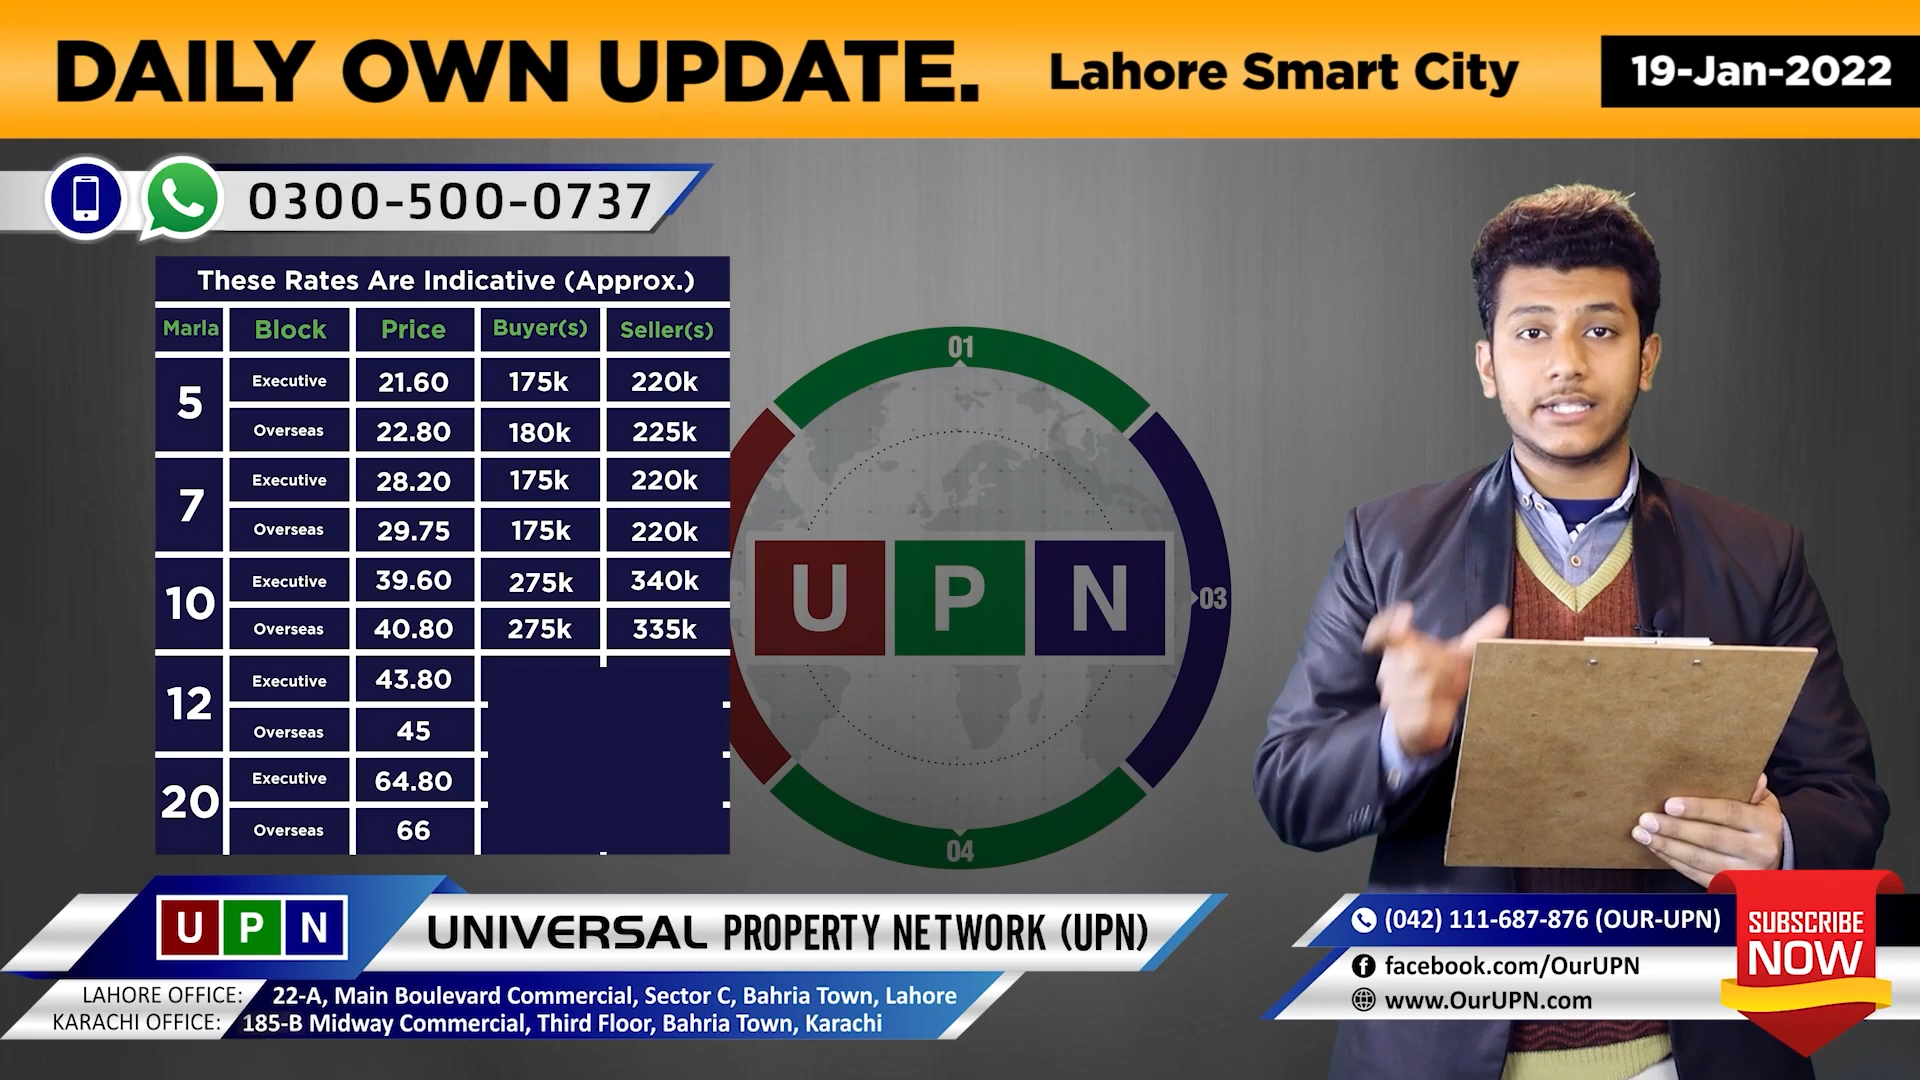 DAILY OWN UPDATE.
Lahore Smart City
19-Jan-2022
0300-500-0737
These Rates Are Indicative (Approx.)
Marla Block Price Buyer(s) Seller(s)
5 Executive 21.60 175k 220k
Overseas 22.80 180k 225k
7 Executive 28.20 175k 220k
Overseas 29.75 175k 220k
10 Executive 39.60 275k 340k
Overseas 40.80 275k 335k
12 Executive 43.80
Overseas 45
20 Executive 64.80
Overseas 66
01
UPN
03
04
UPN
UNIVERSAL PROPERTY NETWORK (UPN)
LAHORE OFFICE: 22-A, Main Boulevard Commercial, Sector C, Bahria Town, Lahore
KARACHI OFFICE: 185-B Midway Commercial, Third Floor, Bahria Town, Karachi
(042) 111-687-876 (OUR-UPN)
facebook.com/OurUPN
www.OurUPN.com
SUBSCRIBE
NOW